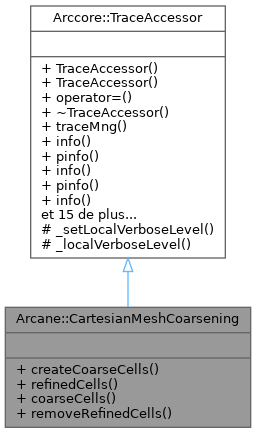 Arccore::TraceAccessor
+ TraceAccessor()
+ TraceAccessor()
+ operator=()
+ ~TraceAccessor()
+ traceMng()
+ info()
+ pinfo()
+ info()
+ pinfo()
+ info()
et 15 de plus...
# _setLocalVerboseLevel()
# _localVerboseLevel()
Arcane::CartesianMeshCoarsening
+ createCoarseCells()
+ refinedCells()
+ coarseCells()
+ removeRefinedCells()